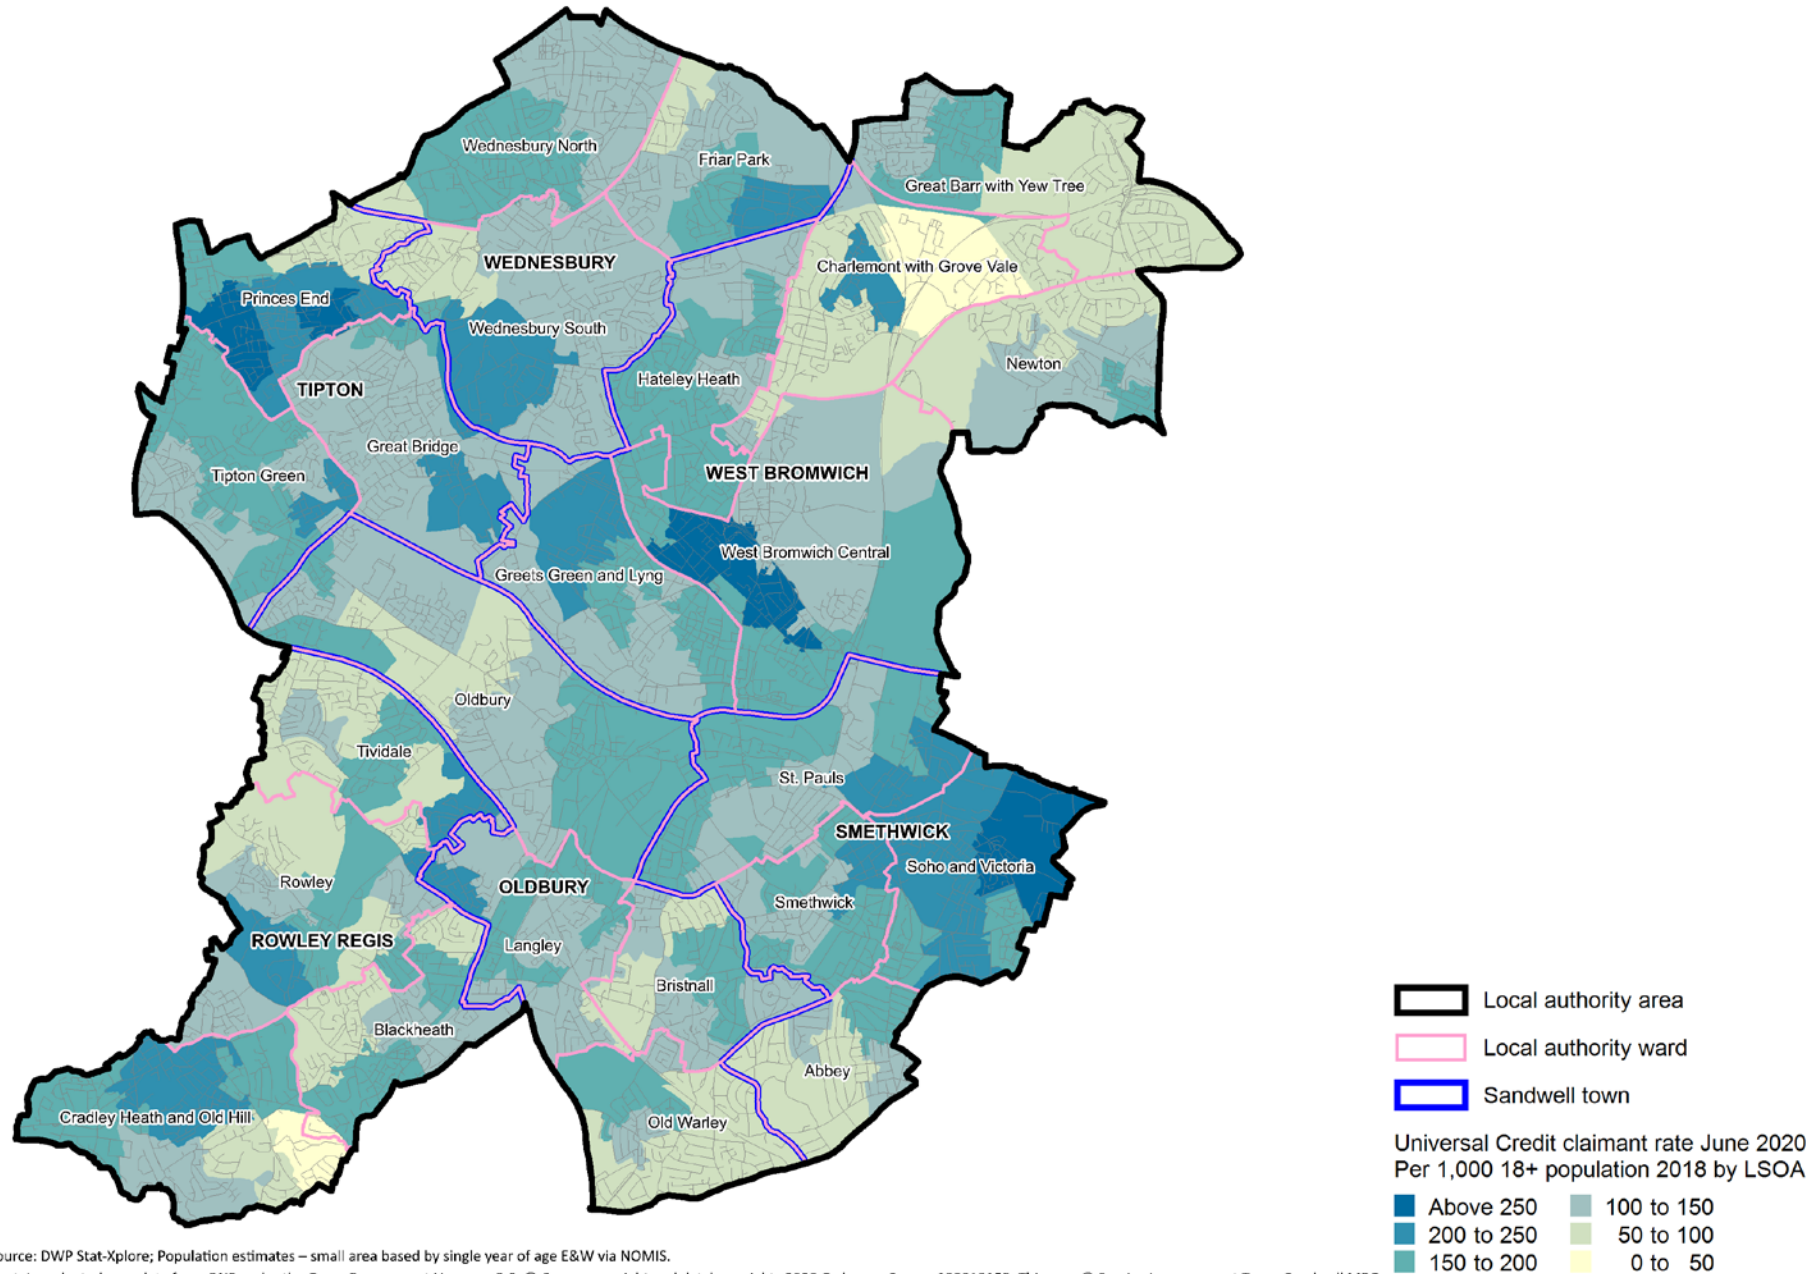 Wednesbury North
Friar Park
Great Barr with Yew Tree
WEDNESBURY
Charlemont with Grove Vale
Princes End
Wednesbury South
Newton
Hateley Heath
TIPTON
Great Bridge
Tipton Green
WEST BROMWICH
West Bromwich Central
Greets Green and Lyng
Oldbury
Tividale
St. Pauls
SMETHWICK
Soho and Victoria
Rowley
OLDBURY
Smethwick
ROWLEY REGIS
Langley
Bristnall
Blackheath
Abbey
Cradley Heath and Old Hill
Old Warley
Local authority area
Local authority ward
Sandwell town
Universal Credit claimant rate June 2020
Per 1,000 18+ population 2018 by LSOA
Above 250
100 to 150
200 to 250
50 to 100
150 to 200
0 to 50
ource: DWP Stat-Xplore; Population estimates – small area based by single year of age E&W via NOMIS.